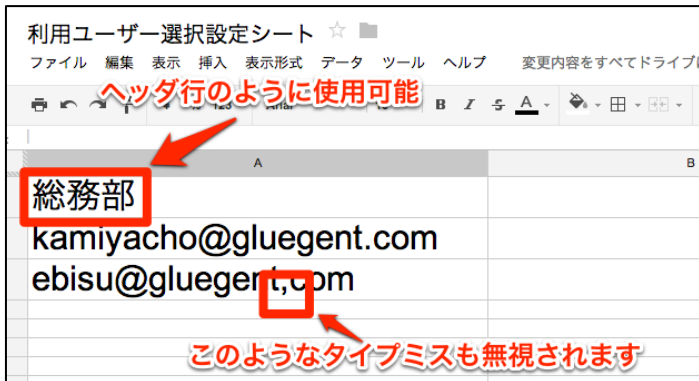 利用ユーザー選択設定シート
ファイル 編集 表示 挿入 表示形式 データ ツール ヘルプ 変更内容をすべてドライブ
ヘッダ行のように使用可能
B I S A
A B
総務部
kamiyacho@gluegent.com
ebisu@gluegent,com
このようなタイプミスも無視されます